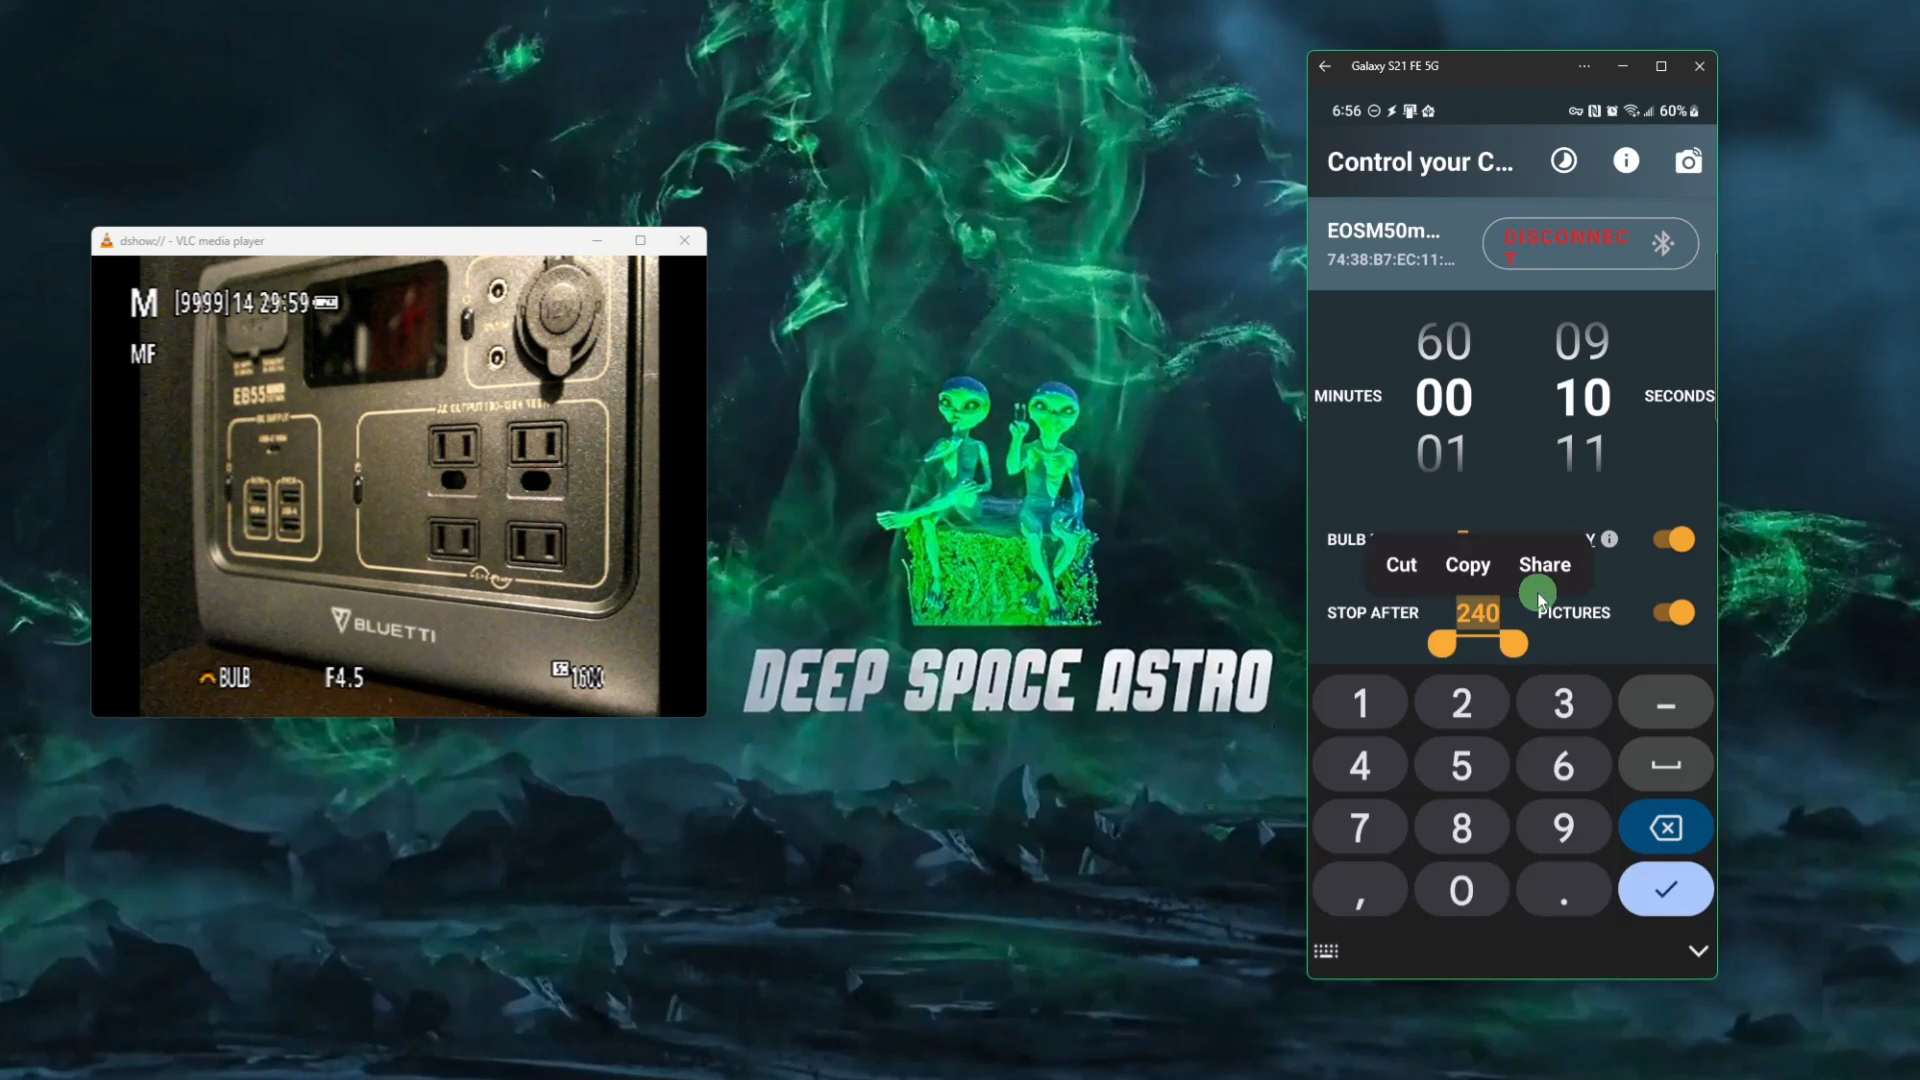 dshow:// - VLC media player
M [9999] 14 29:59
MF
12V
EB55
BLUETTI
BULB F4.5 1600
DEEP SPACE ASTRO
Galaxy S21 FE 5G
6:56 60%
Control your C...
EOSM50m...
74:38:B7:EC:11:...
DISCONNEC
T
60 09
MINUTES 00 10 SECONDS
01 11
BULB Y
Cut Copy Share
STOP AFTER 240 PICTURES
1 2 3 –
4 5 6
7 8 9
, 0 .